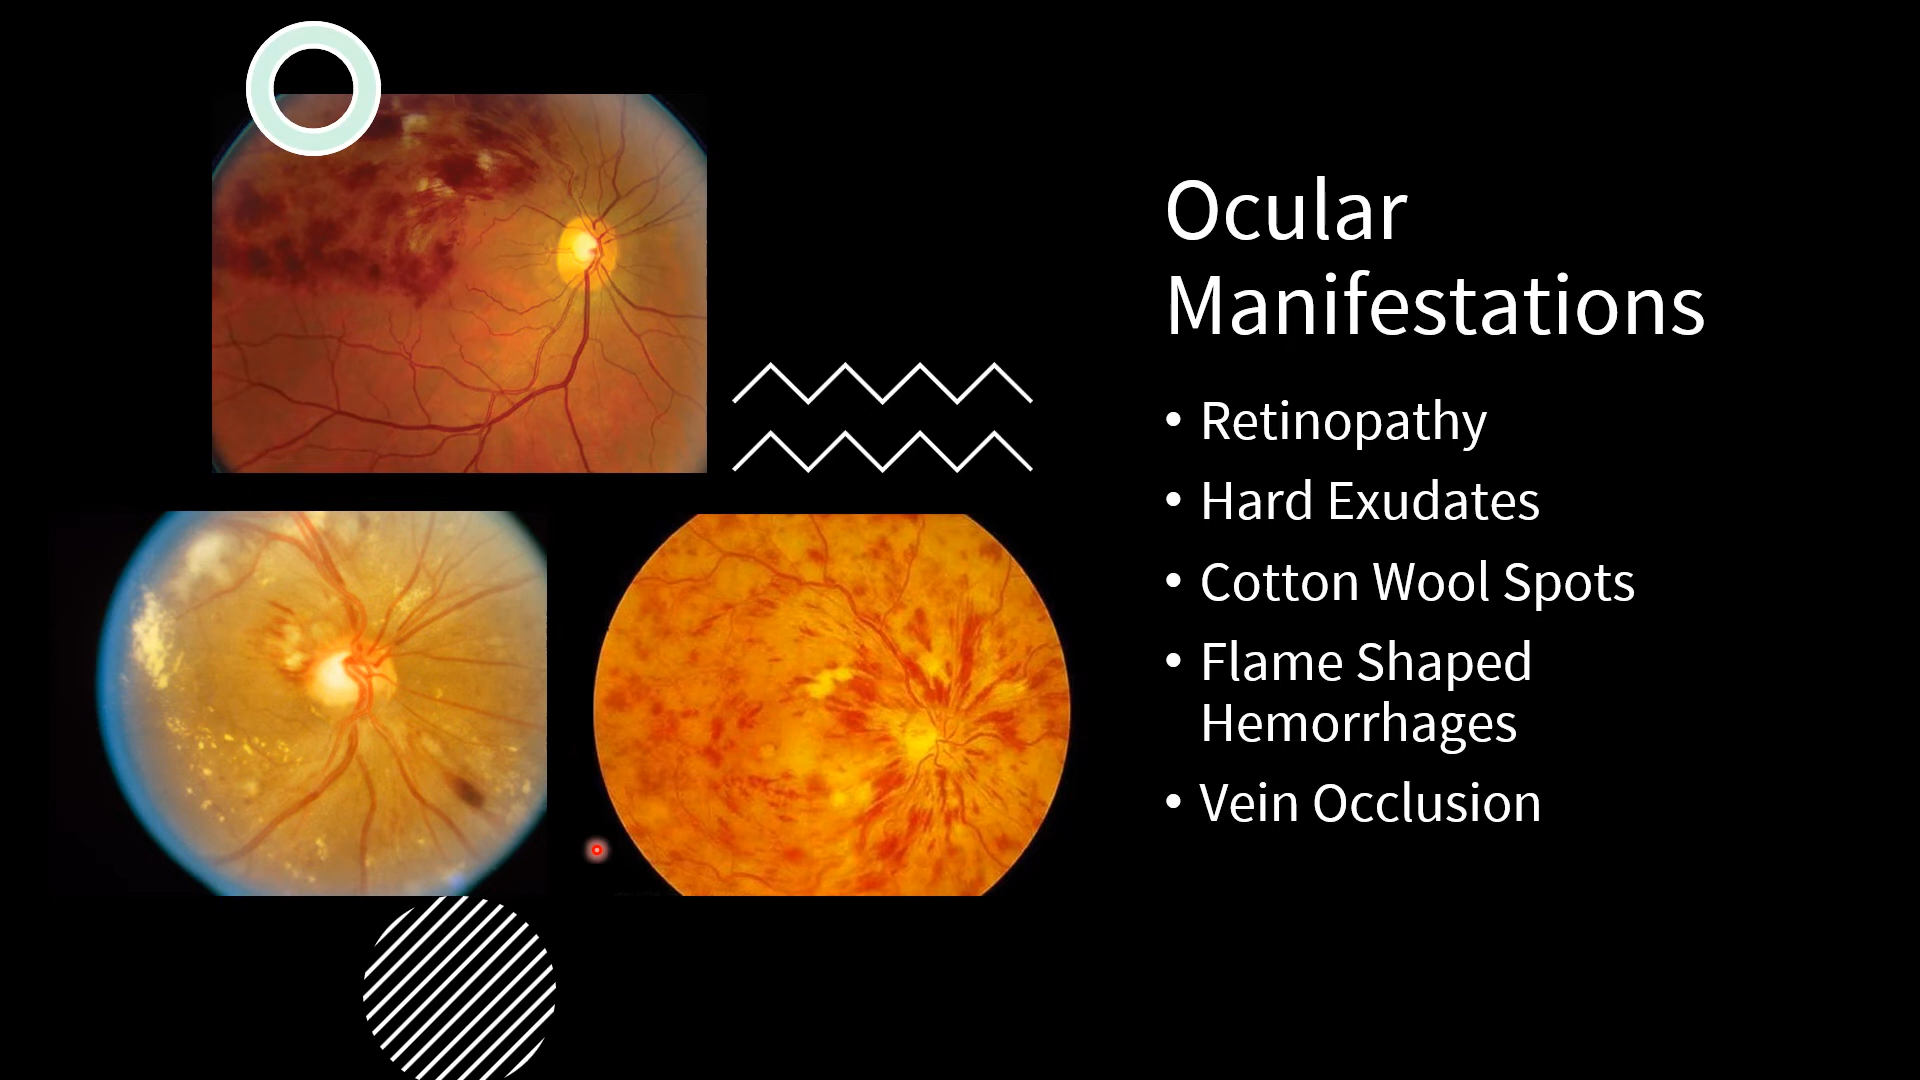 Ocular
Manifestations
• Retinopathy
• Hard Exudates
• Cotton Wool Spots
• Flame Shaped
Hemorrhages
• Vein Occlusion